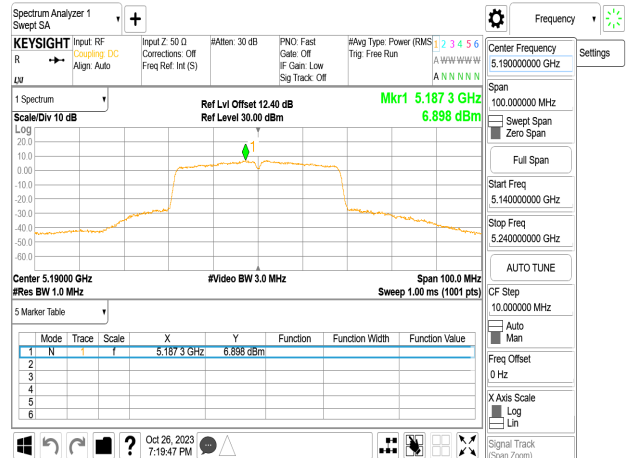 Spectrum Analyzer 1
Swept SA
Frequency
KEYSIGHT
R
Input: RF
Coupling: DC
Align: Auto
Input Z: 50 Ω
Corrections: Off
Freq Ref: Int (S)
#Atten: 30 dB
PNO: Fast
Gate: Off
IF Gain: Low
Sig Track: Off
#Avg Type: Power (RMS
Trig: Free Run
1 2 3 4 5 6
A W W W W W
A N N N N N
LXI
1 Spectrum
Scale/Div 10 dB
Ref Lvl Offset 12.40 dB
Ref Level 30.00 dBm
Mkr1 5.187 3 GHz
6.898 dBm
Log
20.0
10.0
0.00
-10.0
-20.0
-30.0
-40.0
-50.0
-60.0
1
Center 5.19000 GHz
#Res BW 1.0 MHz
#Video BW 3.0 MHz
Span 100.0 MHz
Sweep 1.00 ms (1001 pts)
5 Marker Table
Mode Trace Scale X Y Function Function Width Function Value
1 N 1 f 5.187 3 GHz 6.898 dBm
2
3
4
5
6
Oct 26, 2023
7:19:47 PM
?
Center Frequency
5.190000000 GHz
Settings
Span
100.000000 MHz
Swept Span
Zero Span
Full Span
Start Freq
5.140000000 GHz
Stop Freq
5.240000000 GHz
AUTO TUNE
CF Step
10.000000 MHz
Auto
Man
Freq Offset
0 Hz
X Axis Scale
Log
Lin
Signal Track
(Span Zoom)